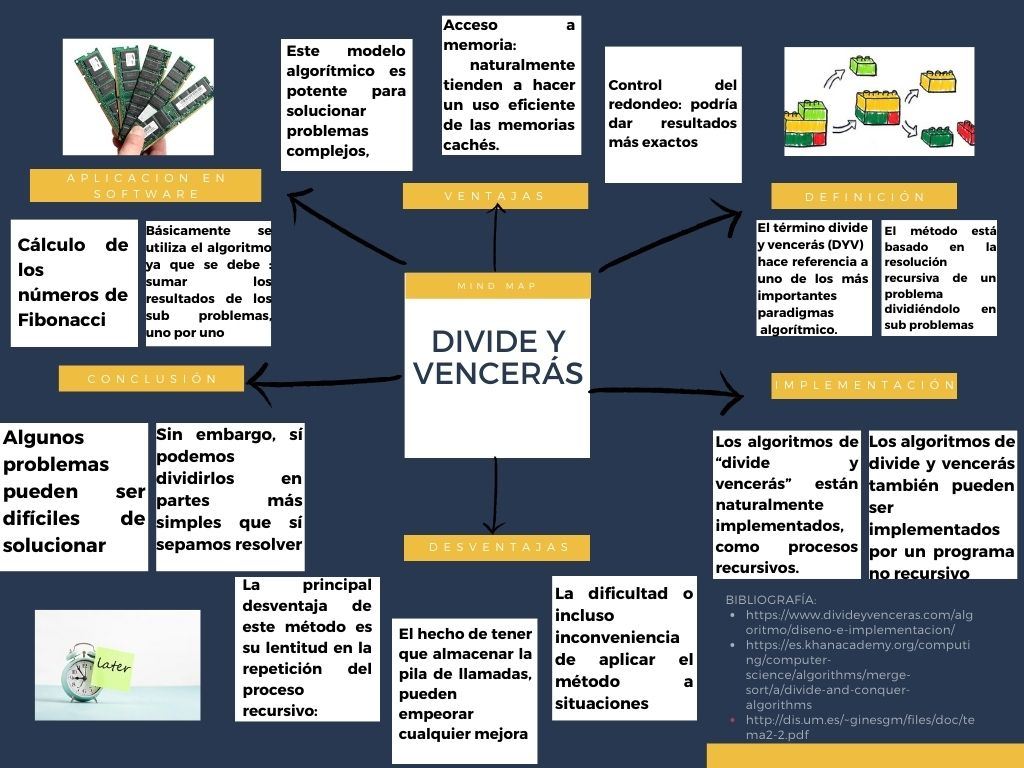 Este modelo
algorítmico es
potente para
solucionar
problemas
complejos,
Acceso a
memoria:
naturalmente
tienden a hacer
un uso eficiente
de las memorias
cachés.
Control del
redondeo: podría
dar resultados
más exactos
APLICACION EN
SOFTWARE
VENTAJAS
DEFINICIÓN
Cálculo de
los
números de
Fibonacci
Básicamente se
utiliza el algoritmo
ya que se debe :
sumar los
resultados de los
sub problemas,
uno por uno
El término divide
y vencerás (DYV)
hace referencia a
uno de los más
importantes
paradigmas
algorítmico.
El método está
basado en la
resolución
recursiva de un
problema
dividiéndolo en
sub problemas
MIND MAP
DIVIDE Y
VENCERÁS
CONCLUSIÓN
IMPLEMENTACIÓN
Algunos
problemas
pueden ser
difíciles de
solucionar
Sin embargo, sí
podemos
dividirlos en
partes más
simples que sí
sepamos resolver
Los algoritmos de
“divide y
vencerás” están
naturalmente
implementados,
como procesos
recursivos.
Los algoritmos de
divide y vencerás
también pueden
ser
implementados
por un programa
no recursivo
DESVENTAJAS
later
La principal
desventaja de
este método es
su lentitud en la
repetición del
proceso
recursivo:
El hecho de tener
que almacenar la
pila de llamadas,
pueden
empeorar
cualquier mejora
La dificultad o
incluso
inconveniencia
de aplicar el
método a
situaciones
BIBLIOGRAFÍA:
• https://www.divideyvenceras.com/alg
oritmo/diseno-e-implementacion/
• https://es.khanacademy.org/computi
ng/computer-
science/algorithms/merge-
sort/a/divide-and-conquer-
algorithms
• http://dis.um.es/~ginesgm/files/doc/te
ma2-2.pdf